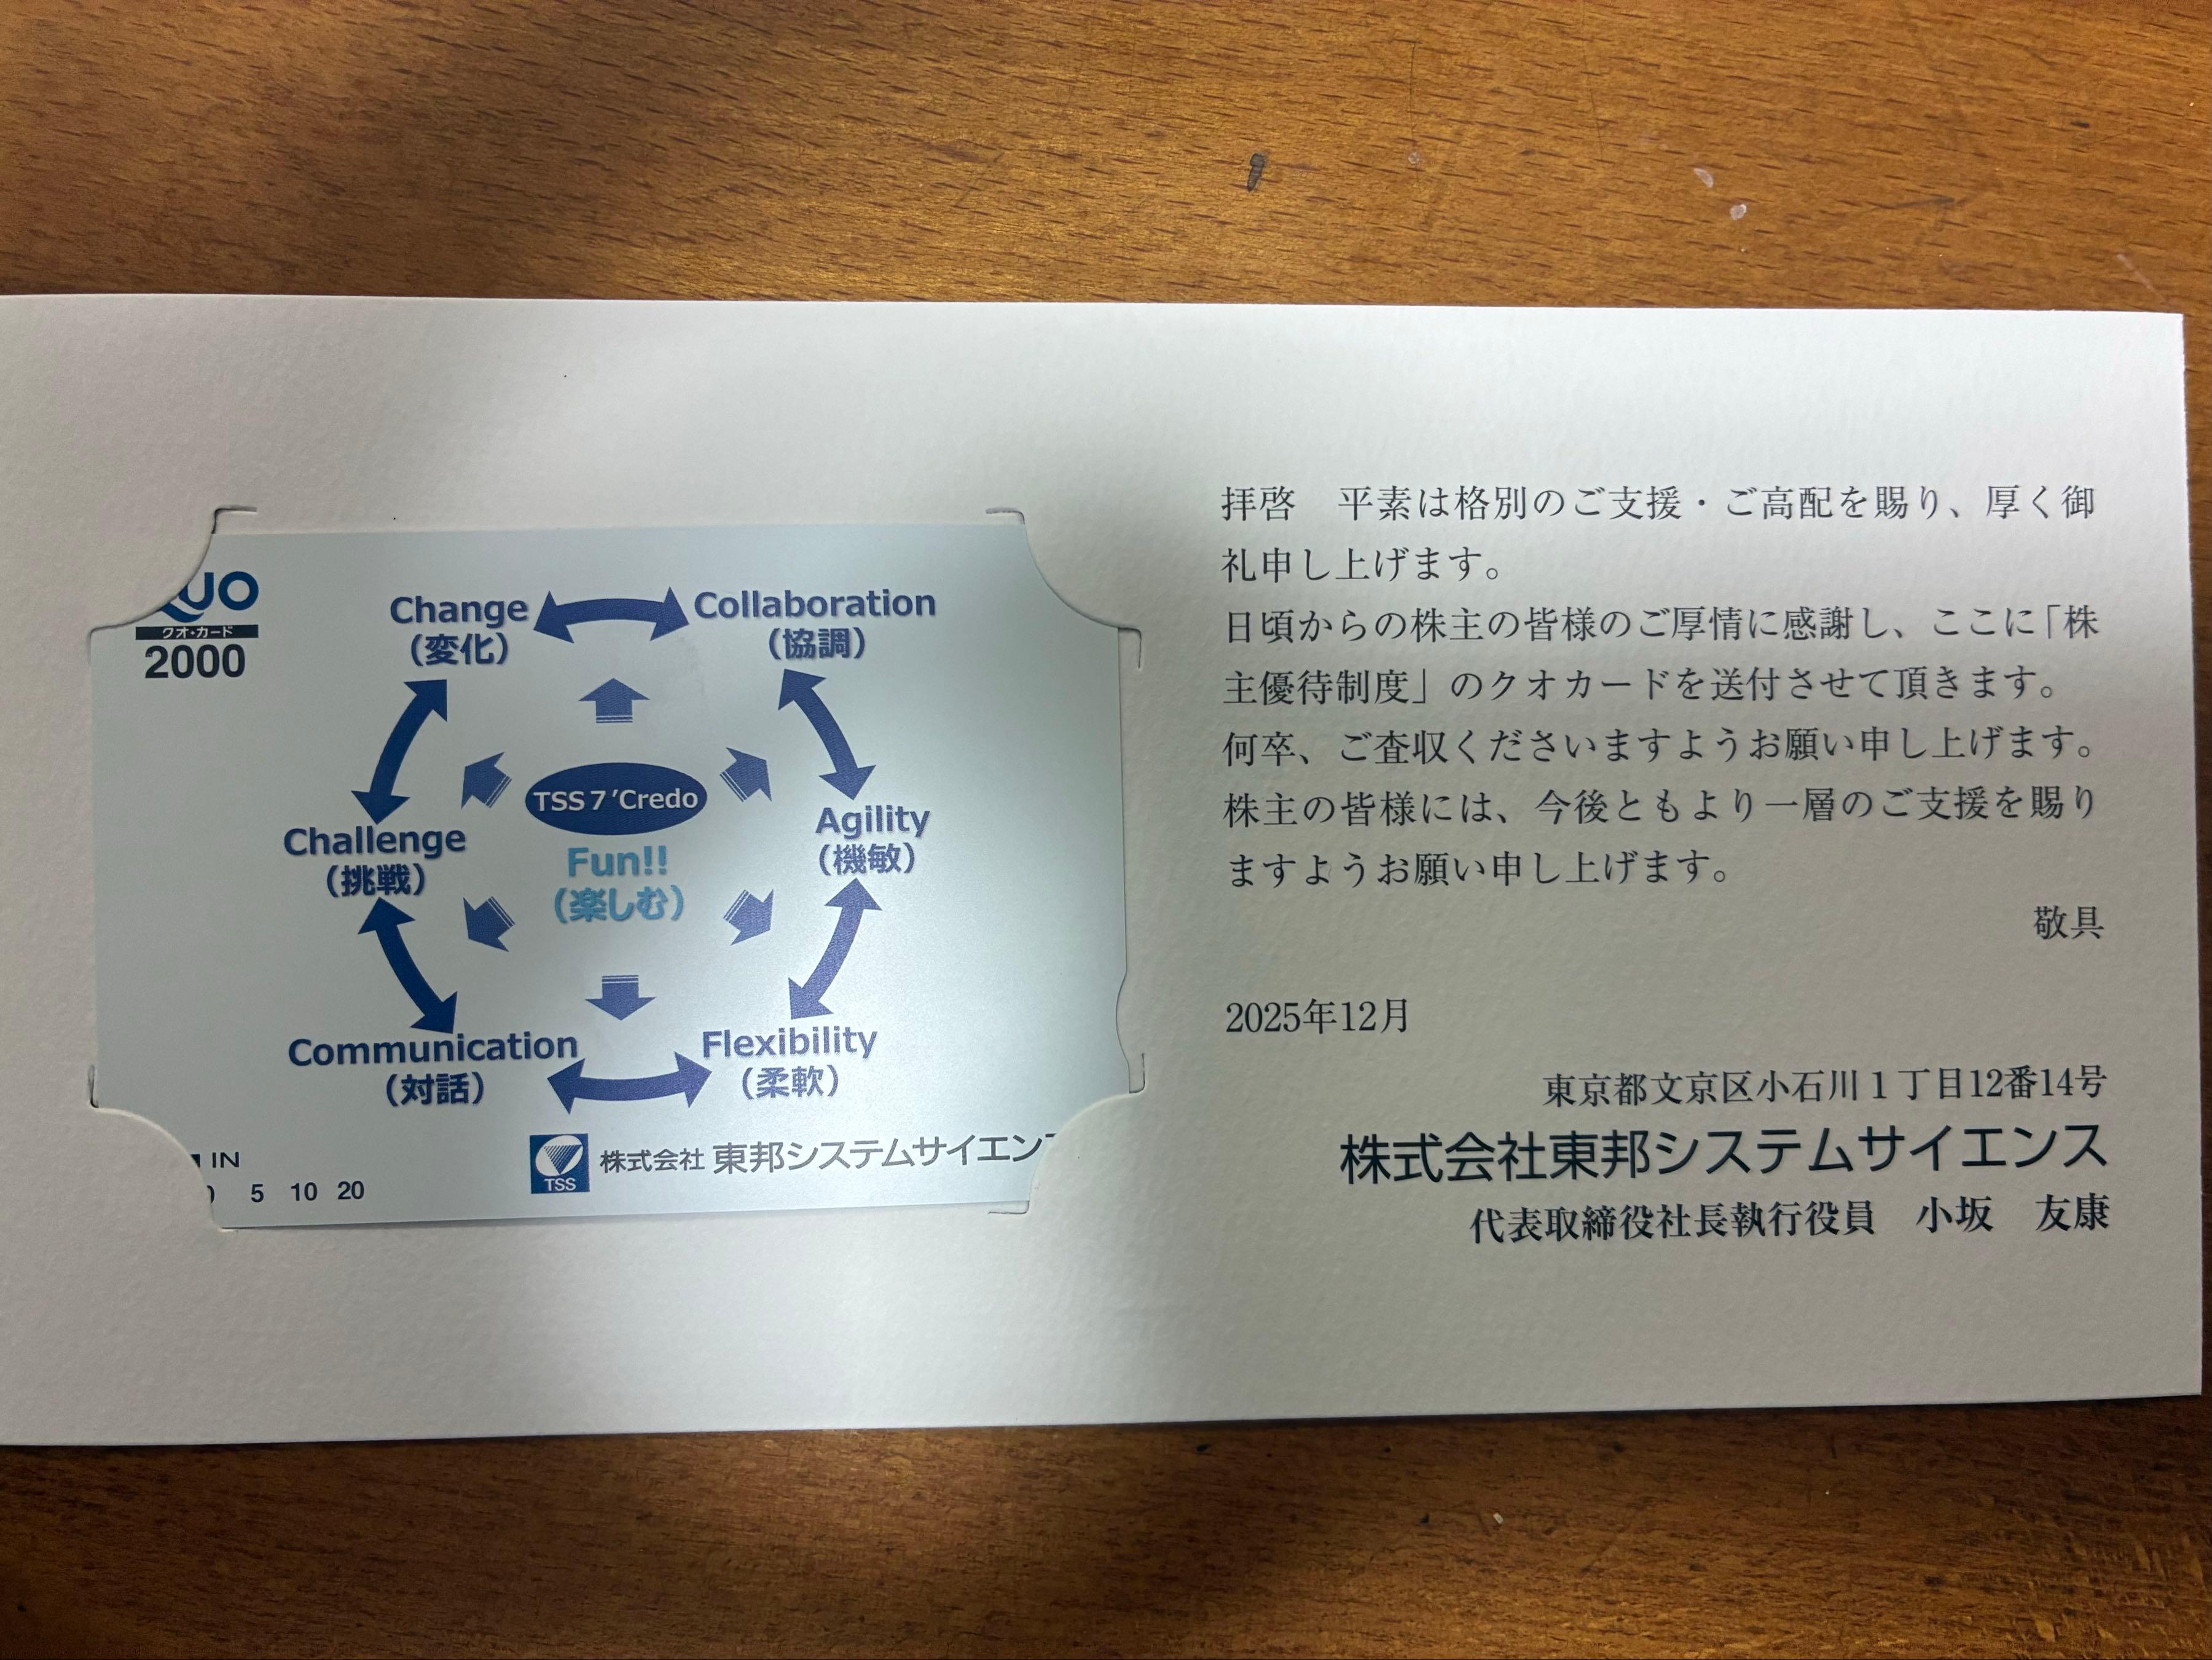 QUO
クオ・カード
2000
Change
（変化）
Collaboration
（協調）
TSS 7 ’Credo
Fun!!
（楽しむ）
Challenge
（挑戦）
Agility
（機敏）
Communication
（対話）
Flexibility
（柔軟）
IN
5 10 20
TSS
株式会社 東邦システムサイエン
拝啓　平素は格別のご支援・ご高配を賜り、厚く御
礼申し上げます。
日頃からの株主の皆様のご厚情に感謝し、ここに「株
主優待制度」のクオカードを送付させて頂きます。
何卒、ご査収くださいますようお願い申し上げます。
株主の皆様には、今後ともより一層のご支援を賜り
ますようお願い申し上げます。
敬具
2025年12月
東京都文京区小石川１丁目12番14号
株式会社東邦システムサイエンス
代表取締役社長執行役員　小坂　友康